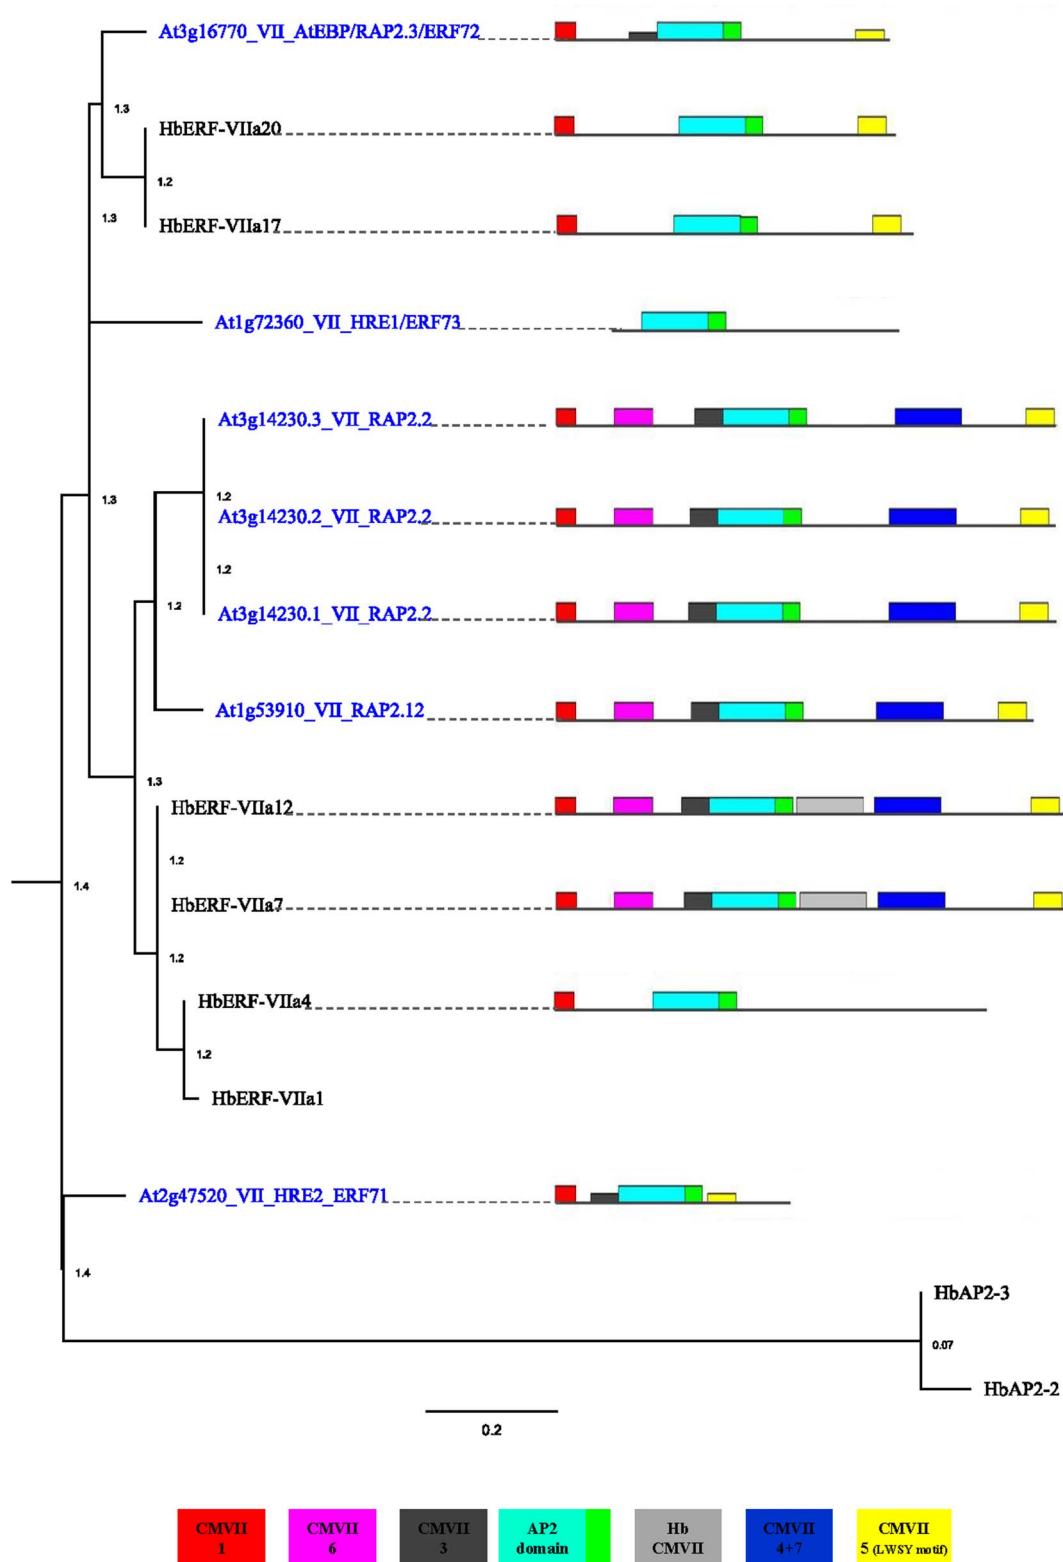 At3g16770_VII_AtEBP/RAP2.3/ERF72
1.3
HbERF-VIIa20
1.2
1.3
HbERF-VIIa17
At1g72360_VII_HRE1/ERF73
At3g14230.3_VII_RAP2.2
1.2
1.3
At3g14230.2_VII_RAP2.2
1.2
1.2
At3g14230.1_VII_RAP2.2
At1g53910_VII_RAP2.12
1.3
HbERF-VIIa12
1.2
1.4
HbERF-VIIa7
1.2
HbERF-VIIa4
1.2
HbERF-VIIa1
At2g47520_VII_HRE2_ERF71
1.4
HbAP2-3
0.07
HbAP2-2
0.2
CMVII
1
CMVII
6
CMVII
3
AP2
domain
Hb
CMVII
CMVII
4+7
CMVII
5 (LWSY motif)